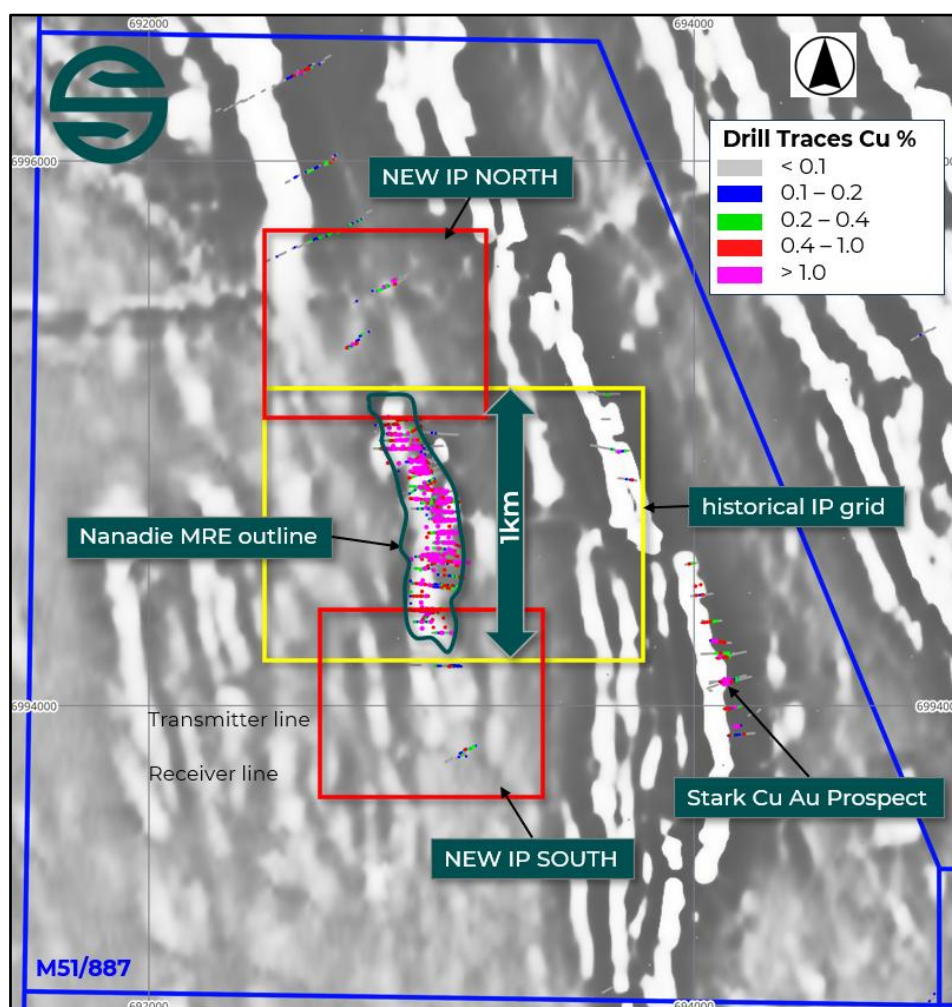 692000
694000
6996000
Drill Traces Cu %
< 0.1
0.1 – 0.2
0.2 – 0.4
0.4 – 1.0
> 1.0
NEW IP NORTH
1km
historical IP grid
Nanadie MRE outline
6994000
Transmitter line
Receiver line
Stark Cu Au Prospect
NEW IP SOUTH
M51/887
694000